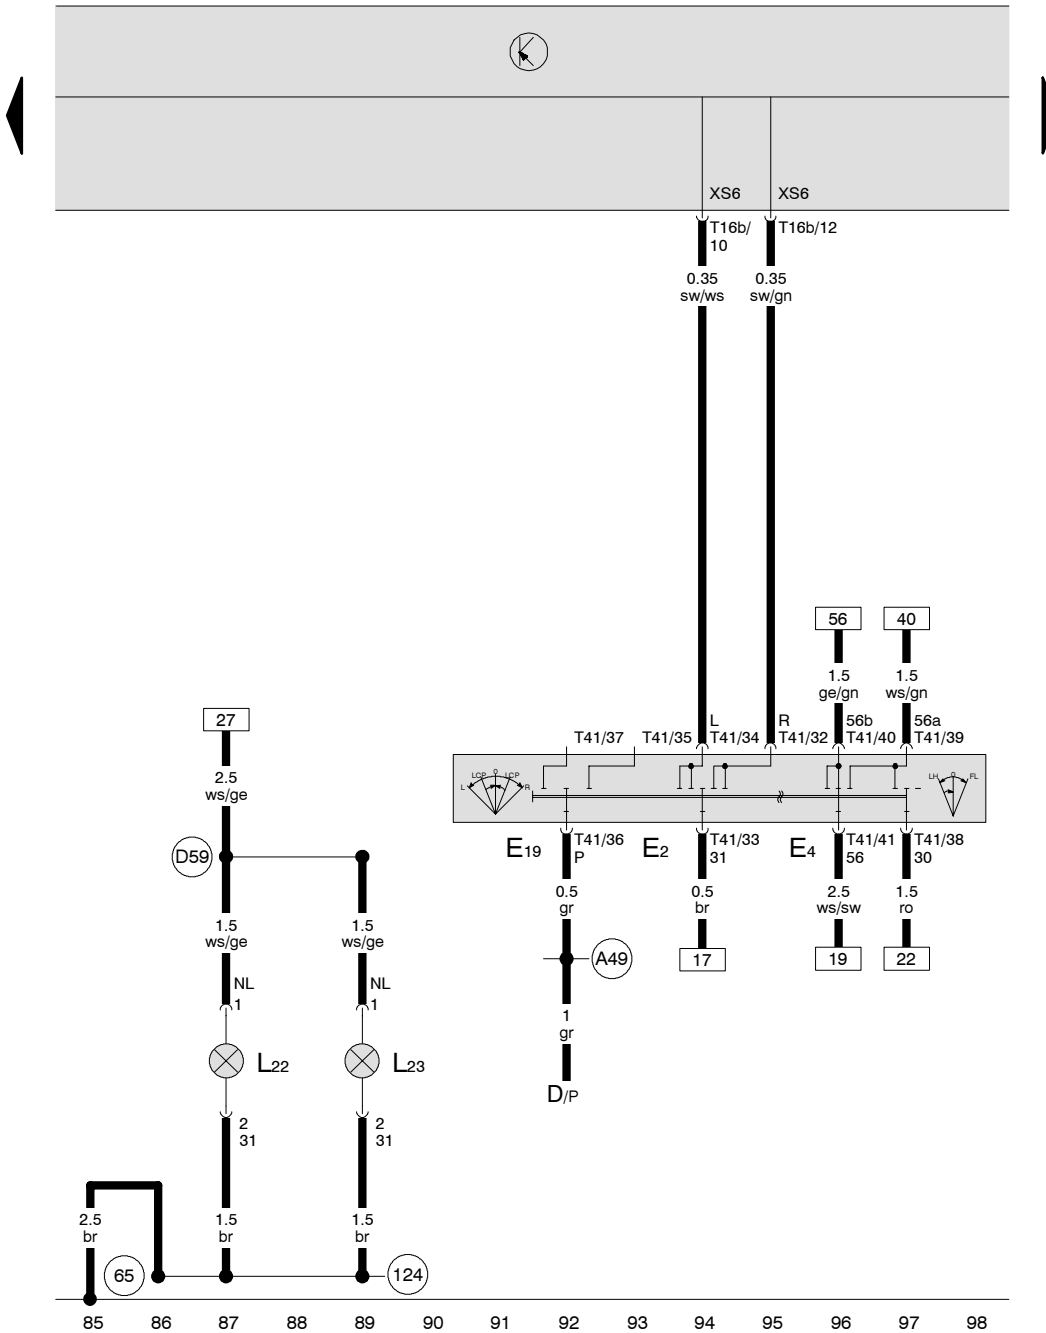 XS6 XS6
T16b/ T16b/12
10
0.35 0.35
sw/ws sw/gn
56 40
1.5 1.5
ge/gn ws/gn
27
L R 56b 56a
T41/37 T41/35 T41/34 T41/32 T41/40 T41/39
2.5
ws/ge
L LCP 0 LCP R
LH 0 FL
D59
E19 T41/36 E2 T41/33 E4 T41/41 T41/38
P 31 56 30
0.5 0.5 2.5 1.5
gr br ws/sw ro
1.5 1.5
ws/ge ws/ge
A49 17 19 22
NL NL
1 1
1
gr
L22 L23
D/P
2 2
31 31
2.5 1.5 1.5
br br br
65 124
85 86 87 88 89 90 91 92 93 94 95 96 97 98